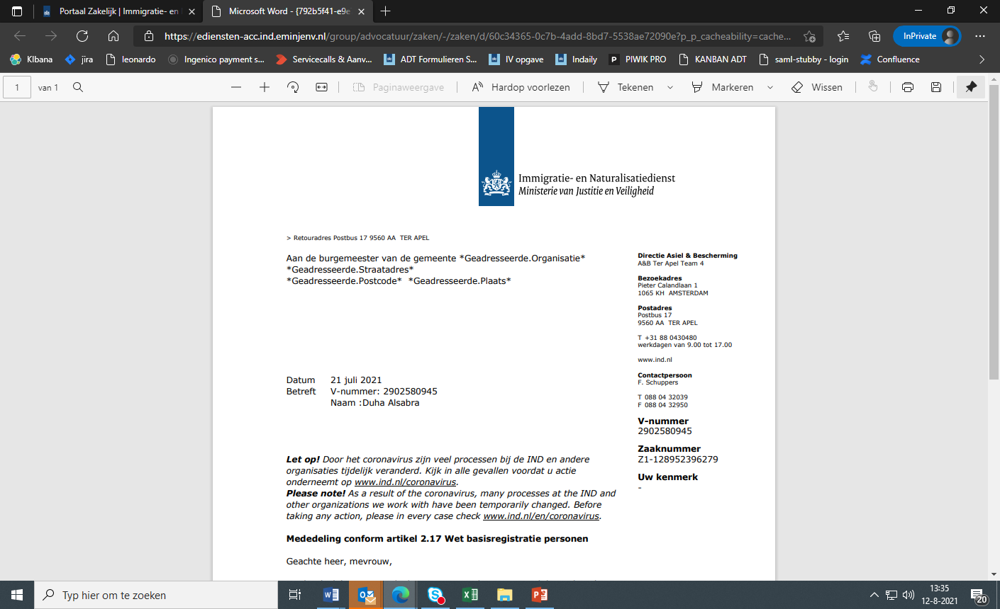 Portaal Zakelijk | Immigratie- en
Microsoft Word - {792b5f41-e9e
https://ediensten-acc.ind.eminjenv.nl/group/advocatuur/zaken/-/zaken/d/60c34365-0c7b-4add-8bd7-5538ae72090e?p_p_cacheability=cache...
InPrivate
KIbana
jira
leonardo
Ingenico payment s...
Servicecalls & Aanv...
ADT Formulieren S...
IV opgave
Indaily
PIWIK PRO
KANBAN ADT
saml-stubby - login
Confluence
1 van 1
Paginaweergave
Hardop voorlezen
Tekenen
Markeren
Wissen
Immigratie- en Naturalisatiedienst
Ministerie van Justitie en Veiligheid
> Retouradres Postbus 17 9560 AA TER APEL
Aan de burgemeester van de gemeente *Geadresseerde.Organisatie*
*Geadresseerde.Straatadres*
*Geadresseerde.Postcode* *Geadresseerde.Plaats*
Directie Asiel & Bescherming
A&B Ter Apel Team 4
Bezoekadres
Pieter Calandlaan 1
1065 KH AMSTERDAM
Postadres
Postbus 17
9560 AA TER APEL
T +31 88 0430480
werkdagen van 9.00 tot 17.00
www.ind.nl
Contactpersoon
F. Schuppers
T 088 04 32039
F 088 04 32950
V-nummer
2902580945
Zaaknummer
Z1-128952396279
Uw kenmerk
-
Datum 21 juli 2021
Betreft V-nummer: 2902580945
Naam :Duha Alsabra
Let op! Door het coronavirus zijn veel processen bij de IND en andere
organisaties tijdelijk veranderd. Kijk in alle gevallen voordat u actie
onderneemt op www.ind.nl/coronavirus.
Please note! As a result of the coronavirus, many processes at the IND and
other organizations we work with have been temporarily changed. Before
taking any action, please in every case check www.ind.nl/en/coronavirus.
Mededeling conform artikel 2.17 Wet basisregistratie personen
Geachte heer, mevrouw,
Typ hier om te zoeken
13:35
12-8-2021
20